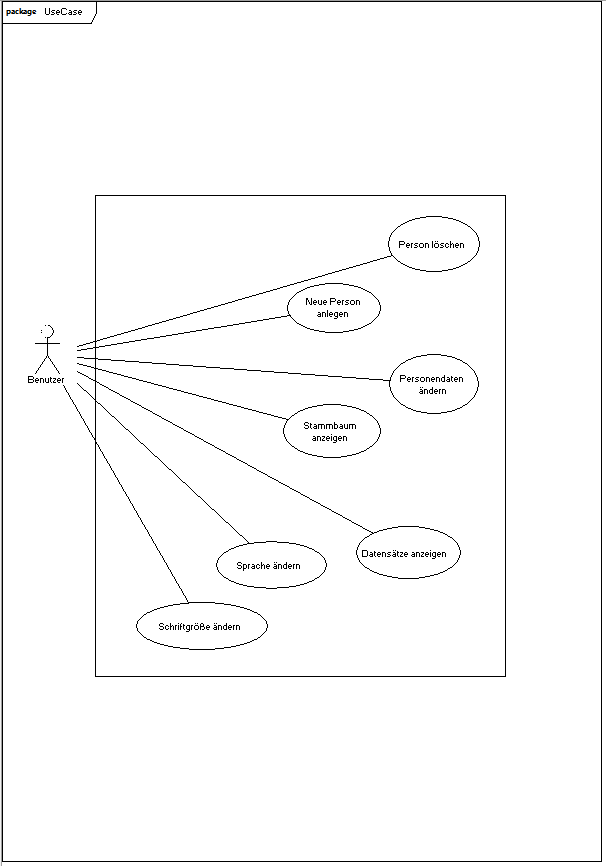 package UseCase
Person löschen
Neue Person
anlegen
Benutzer
Personendaten
ändern
Stammbaum
anzeigen
Datensätze anzeigen
Sprache ändern
Schriftgröße ändern